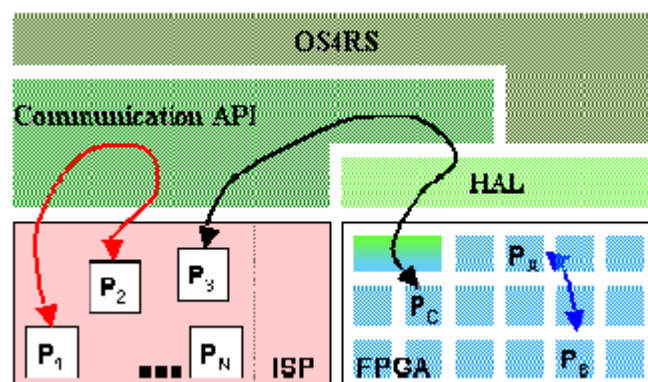 OS4RS
Communication API
HAL
P3
PA
P2
PC
P1
PN
ISP
FPGA
PB